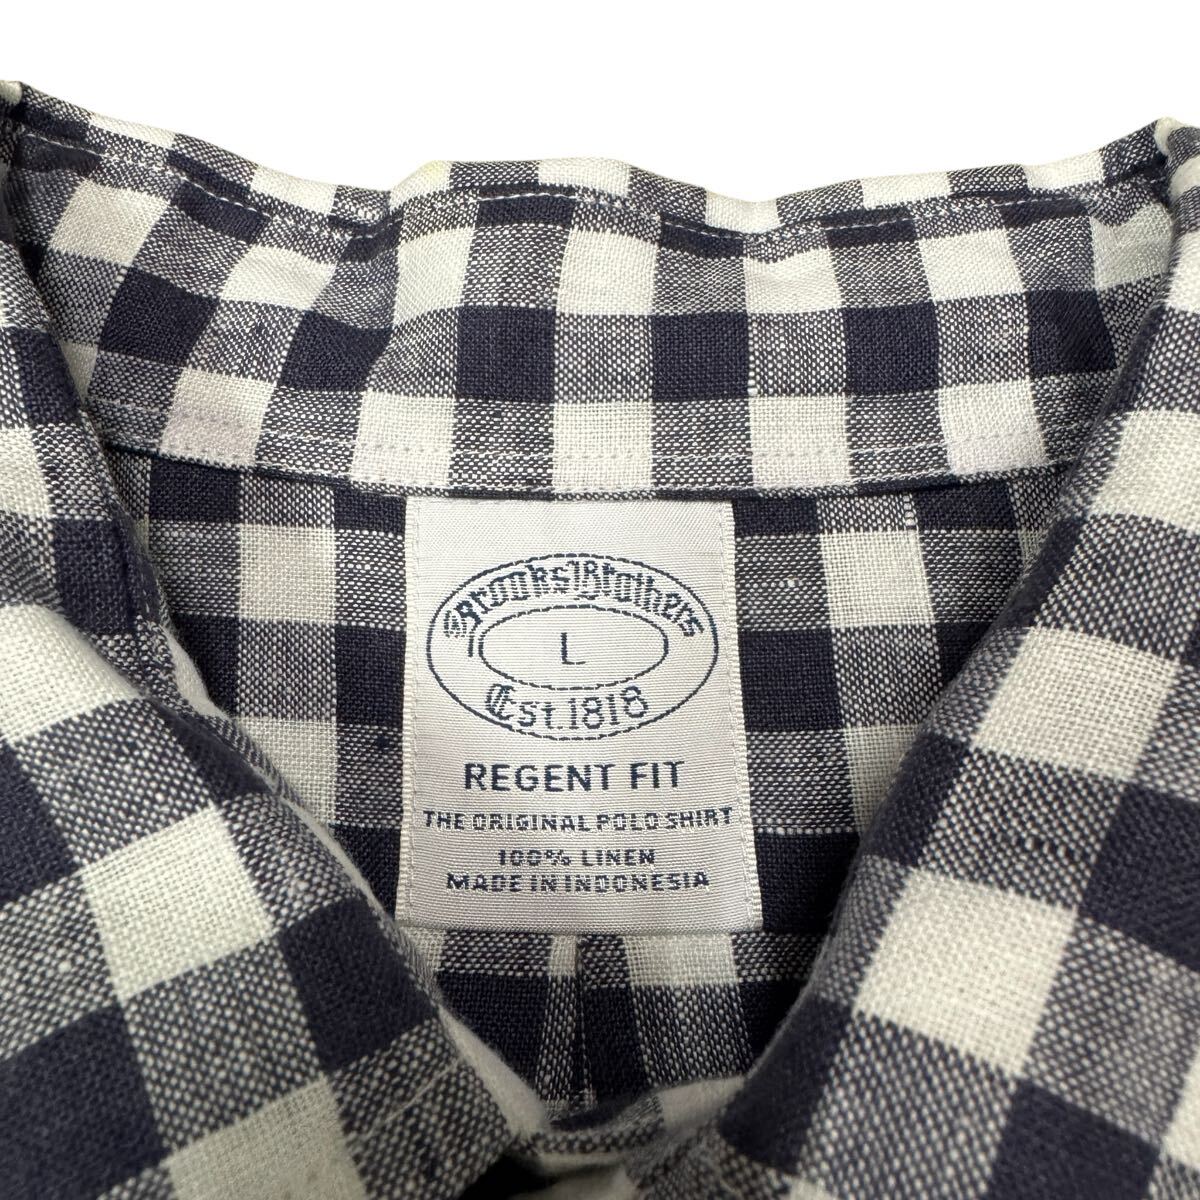 Brooks Brothers
L
Est. 1818
REGENT FIT
THE ORIGINAL POLO SHIRT
100% LINEN
MADE IN INDONESIA